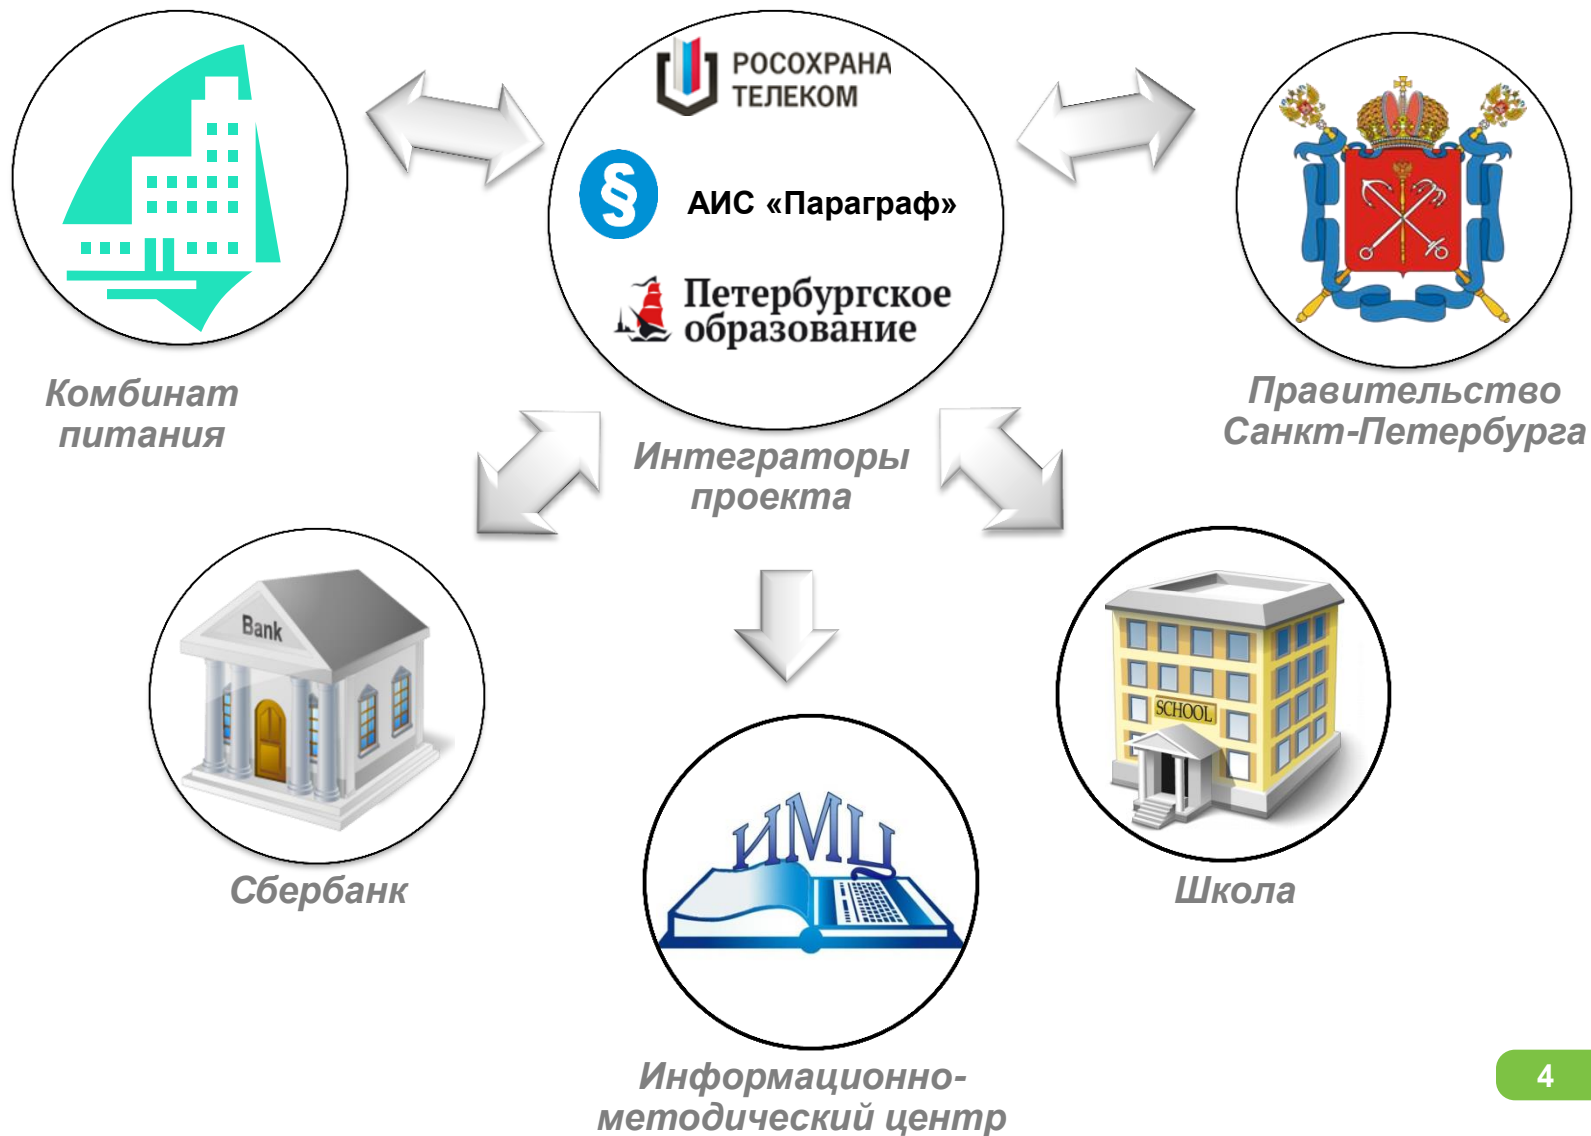 РОСОХРАНА
ТЕЛЕКОМ
АИС «Параграф»
Петербургское
образование
Комбинат
питания
Интеграторы
проекта
Правительство
Санкт-Петербурга
Bank
Сбербанк
SCHOOL
Школа
ИМЦ
Информационно-
методический центр
4